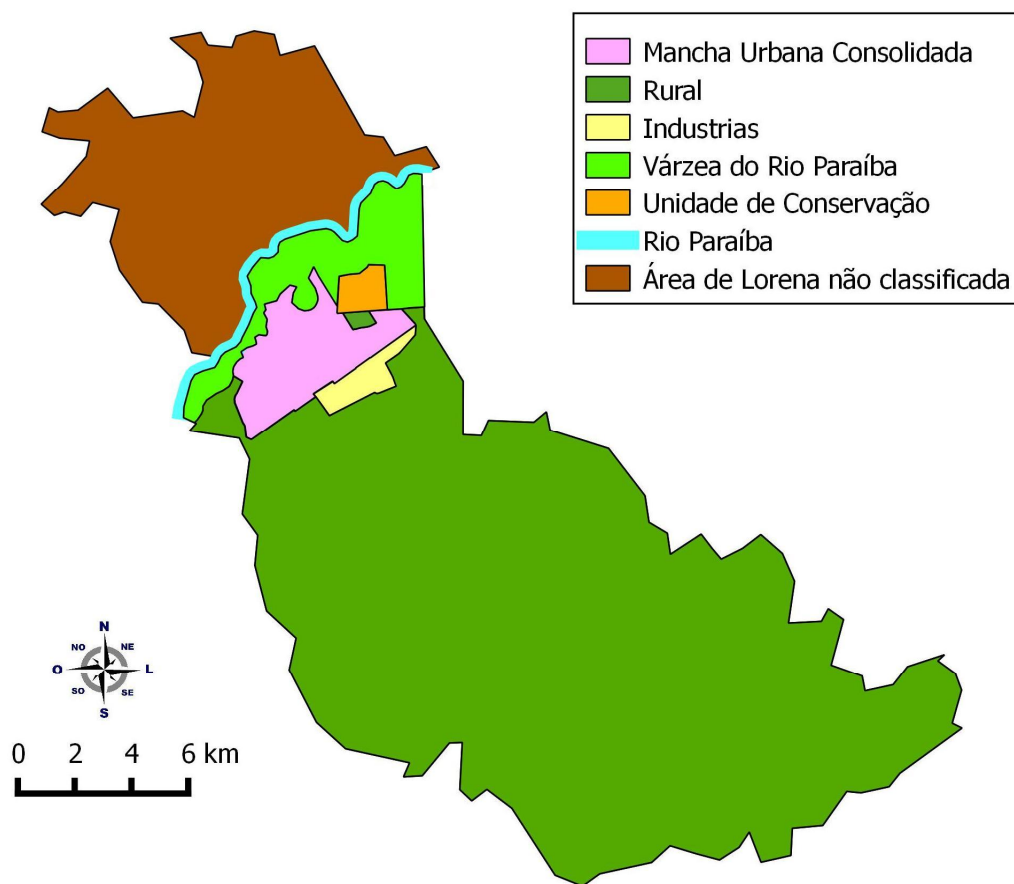 Mancha Urbana Consolidada
Rural
Industrias
Várzea do Rio Paraíba
Unidade de Conservação
Rio Paraíba
Área de Lorena não classificada
N
NO NE
O L
SO SE
S
0 2 4 6 km